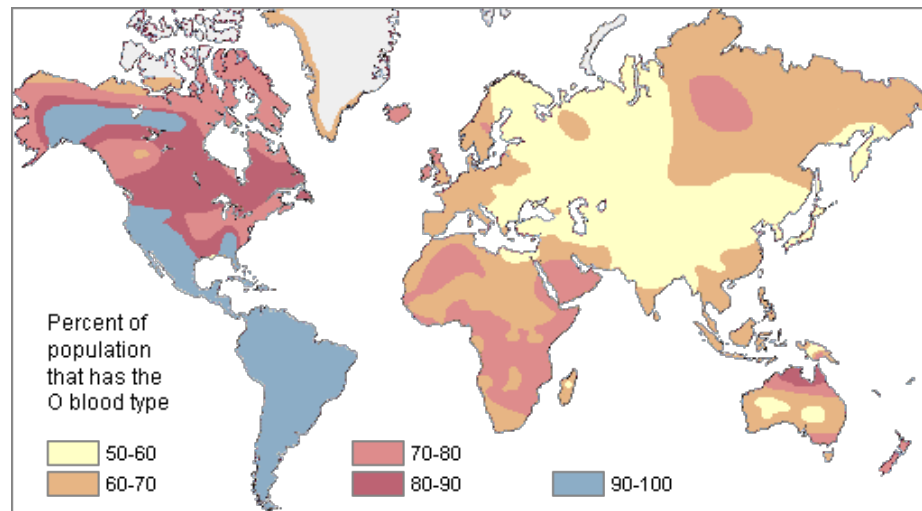 Percent of
population
that has the
O blood type
50-60
60-70
70-80
80-90
90-100